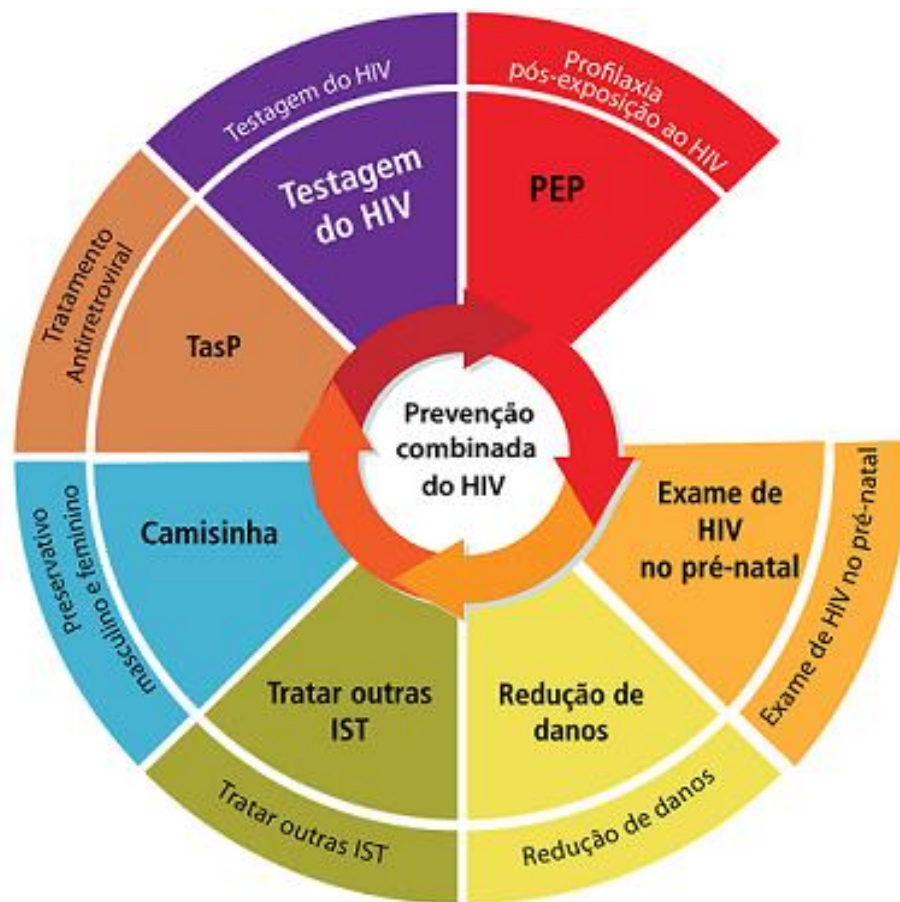 Prevenção
combinada
do HIV
Profilaxia
pós-exposição ao HIV
PEP
Exame de HIV no pré-natal
Exame de
HIV
no pré-natal
Redução de
danos
Redução de danos
Tratar outras
IST
Tratar outras IST
Camisinha
Preservativo
masculino e feminino
TasP
Tratamento
Antirretroviral
Testagem do HIV
Testagem
do HIV